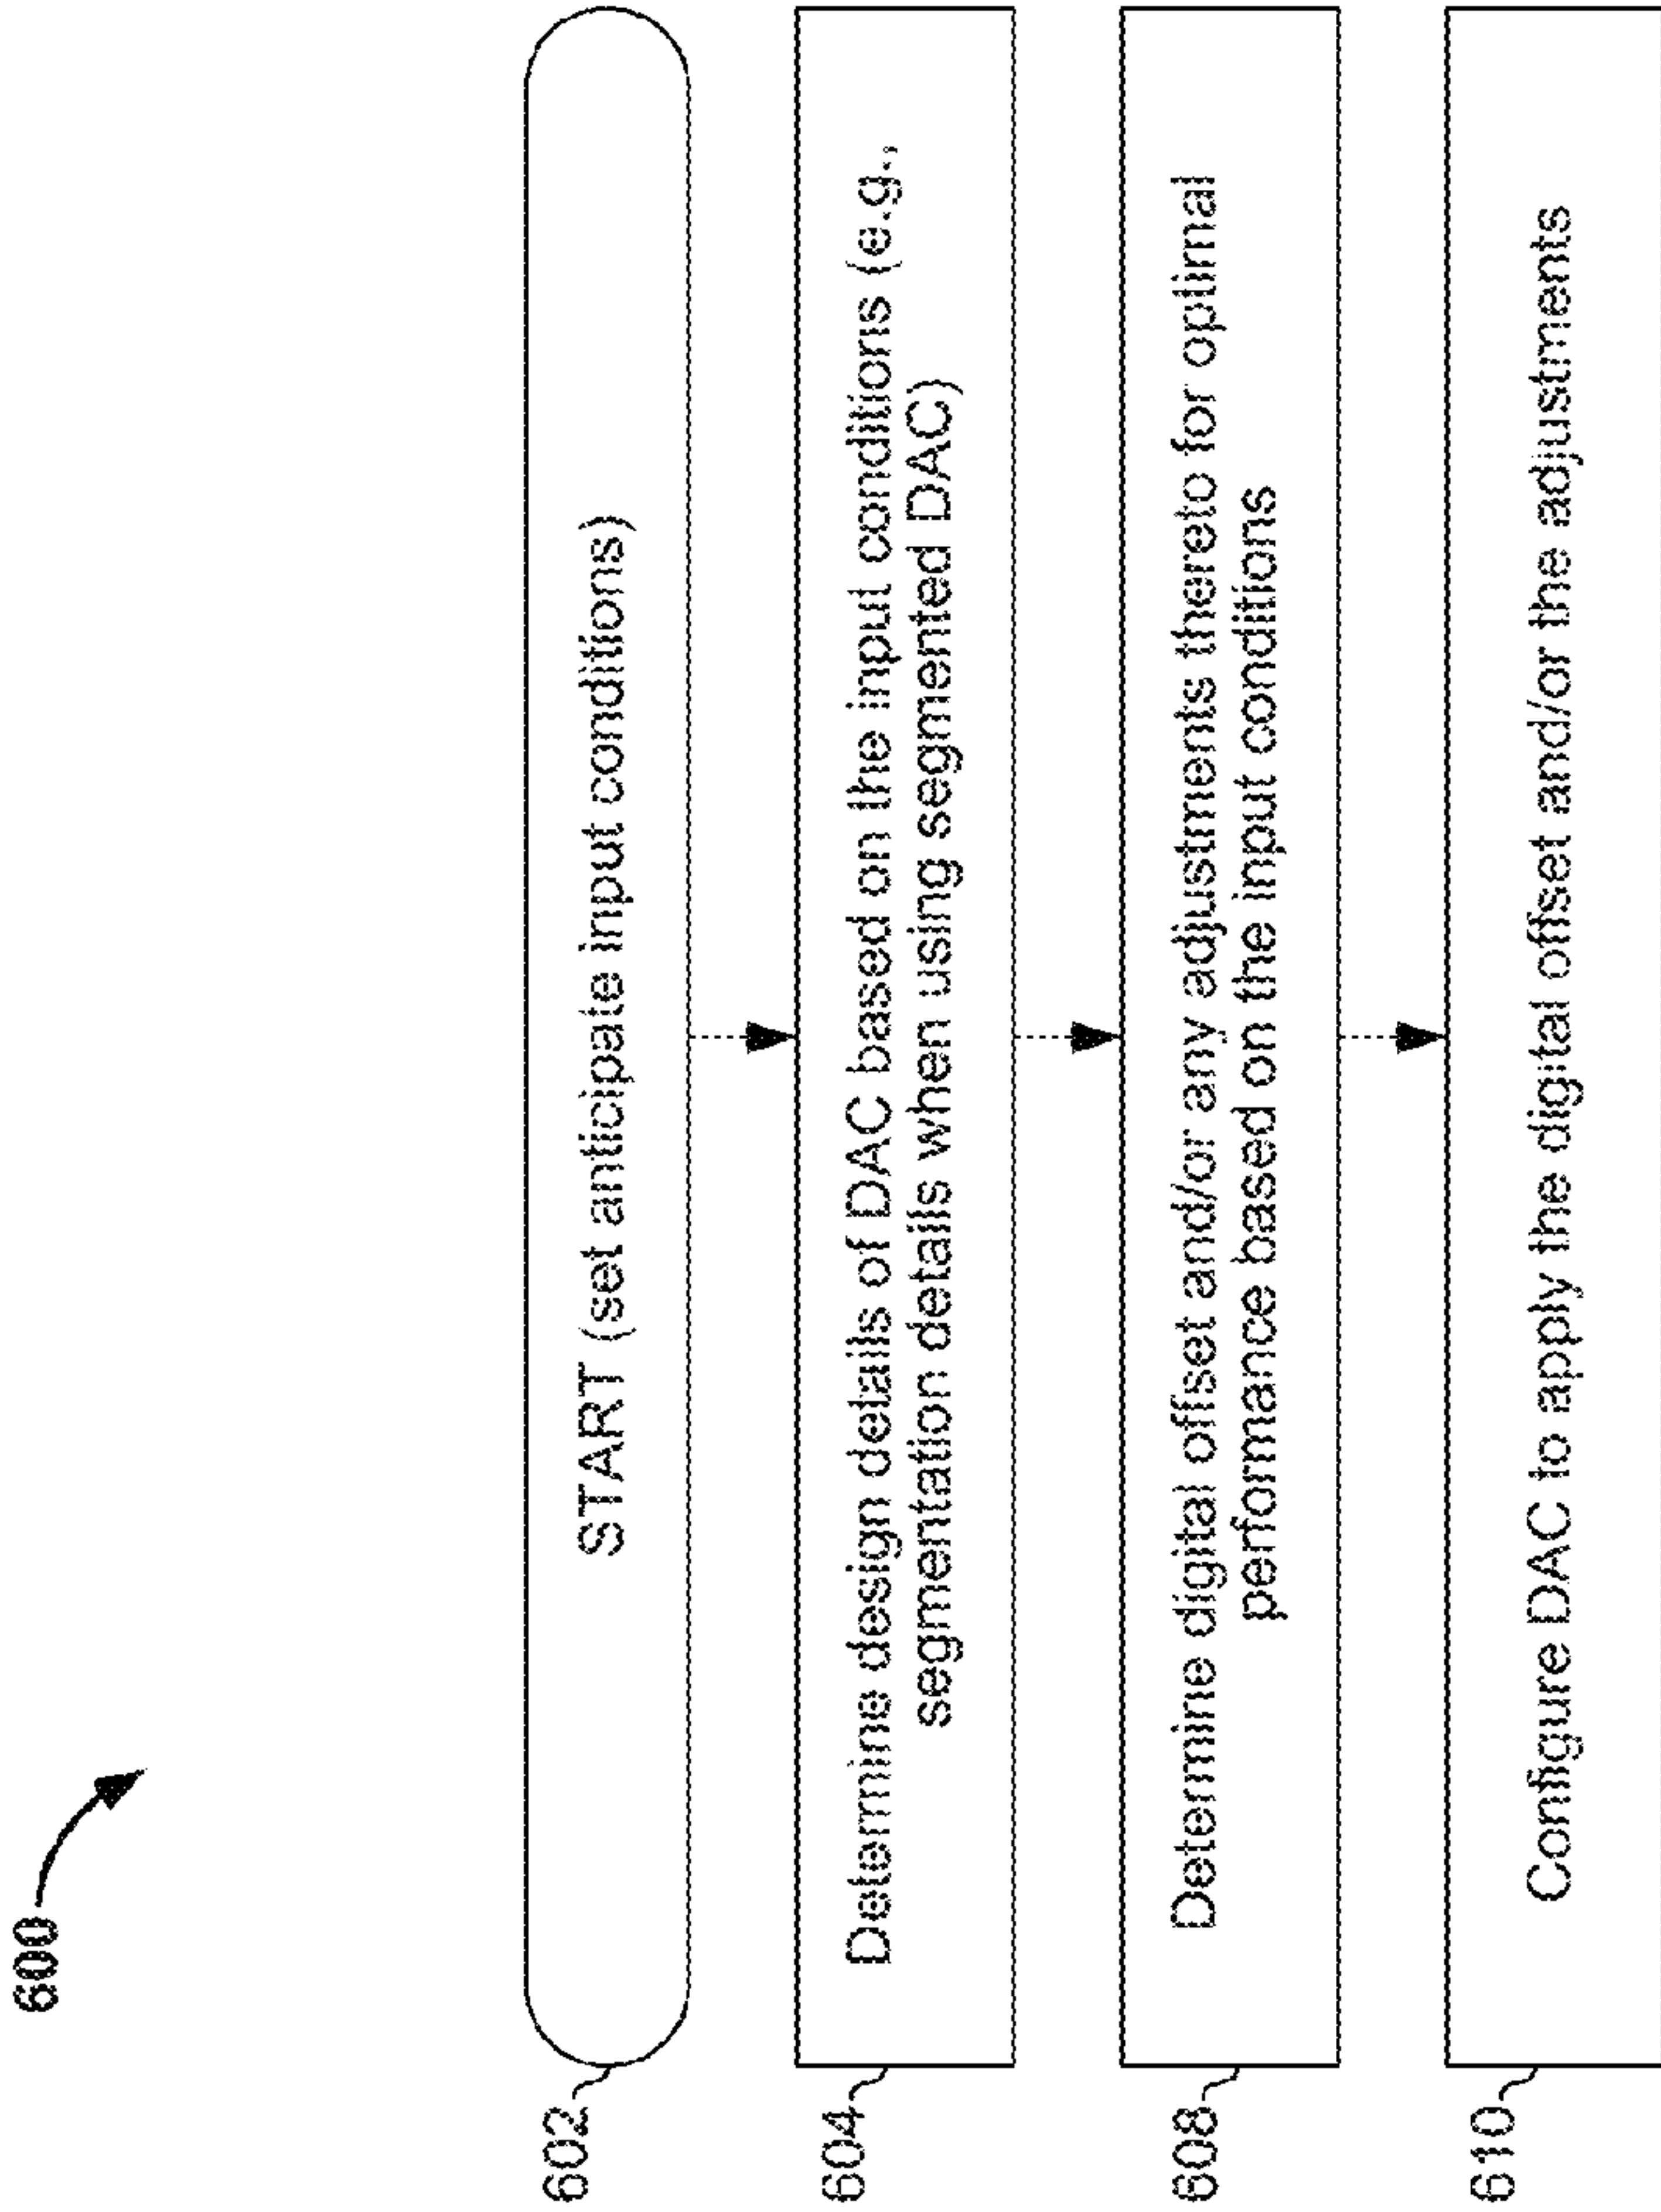 600
602
START (set anticipate input conditions)
604
Determine design details of DAC based on the input conditions (e.g.,
segmentation details when using segmented DAC)
608
Determine digital offset and/or any adjustments thereto for optimal
performance based on the input conditions
610
Configure DAC to apply the digital offset and/or the adjustments